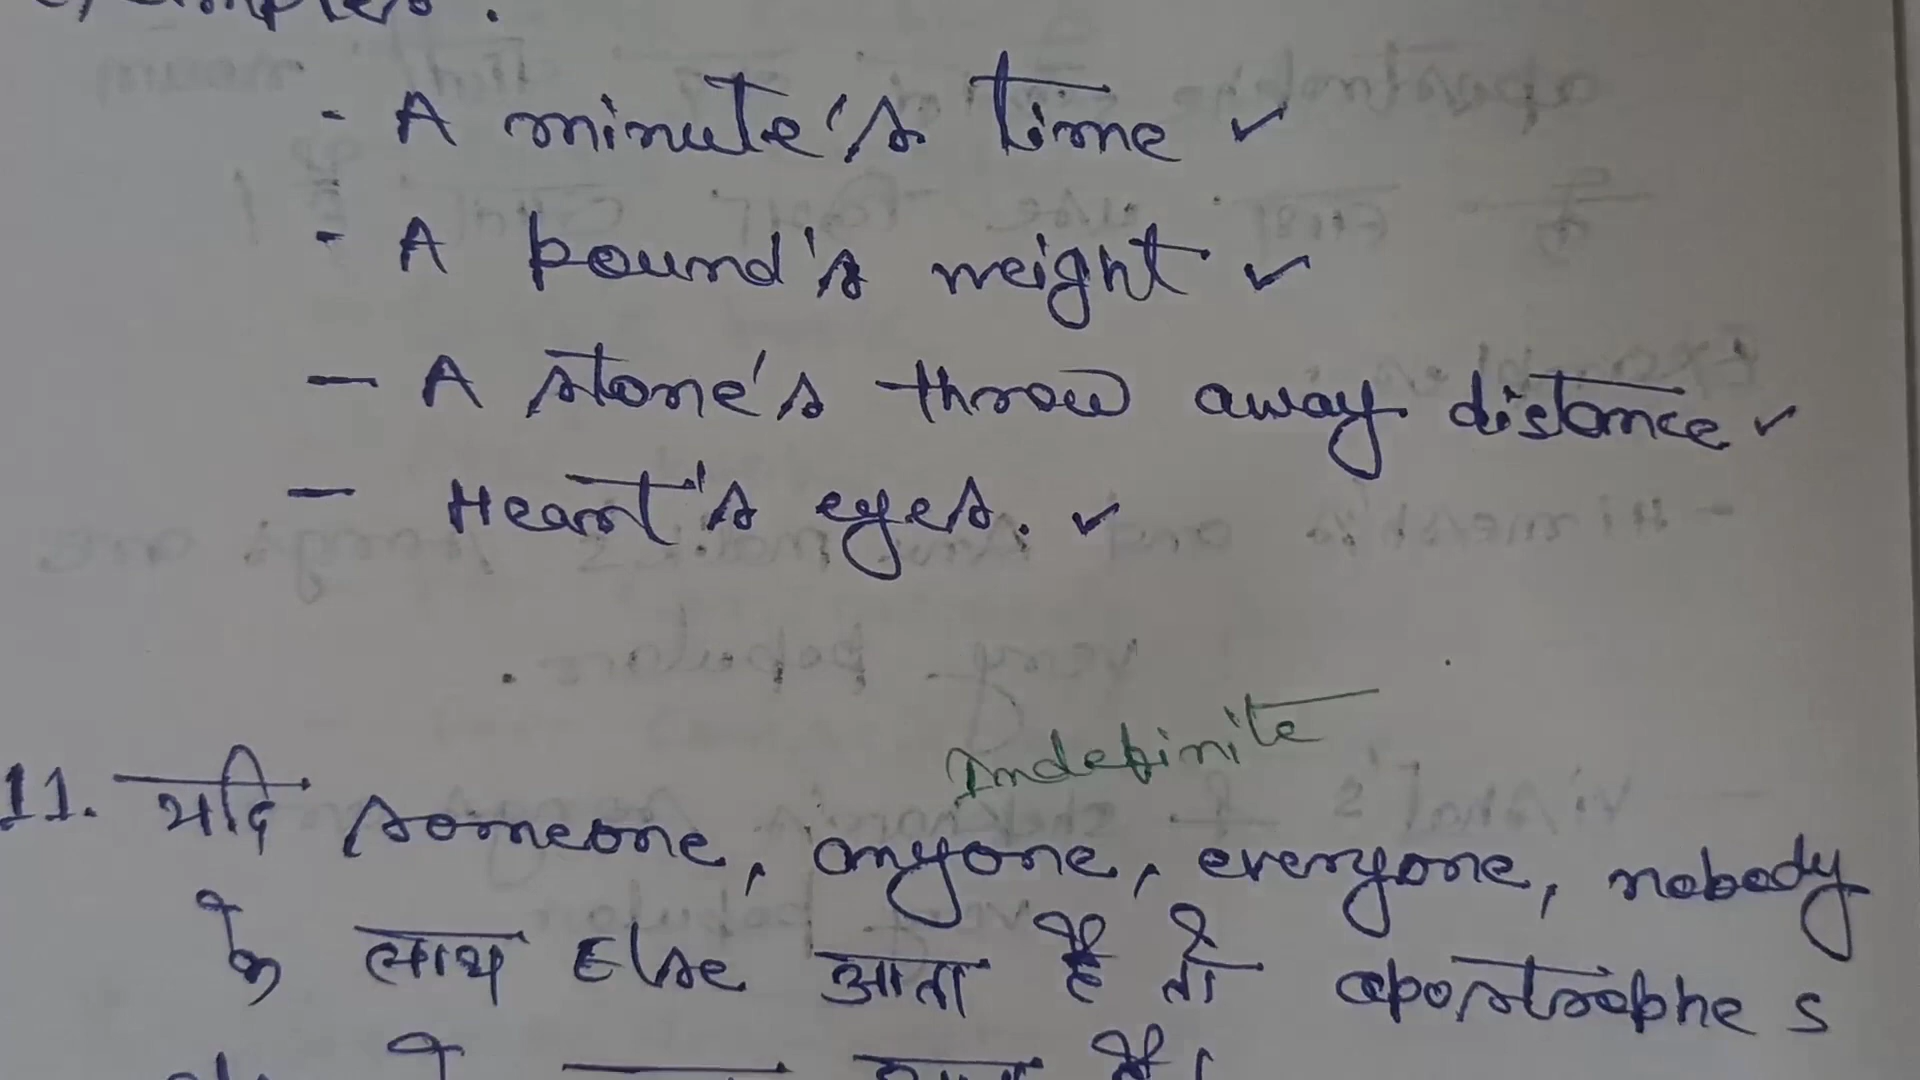 Examples :
- A minute's time ✓
- A pound's weight ✓
- A stone's throw away distance ✓
- Heart's eyes. ✓
Indefinite
11. यदि someone, anyone, everyone, nobody
के साथ Else आता है तो apostrophe s